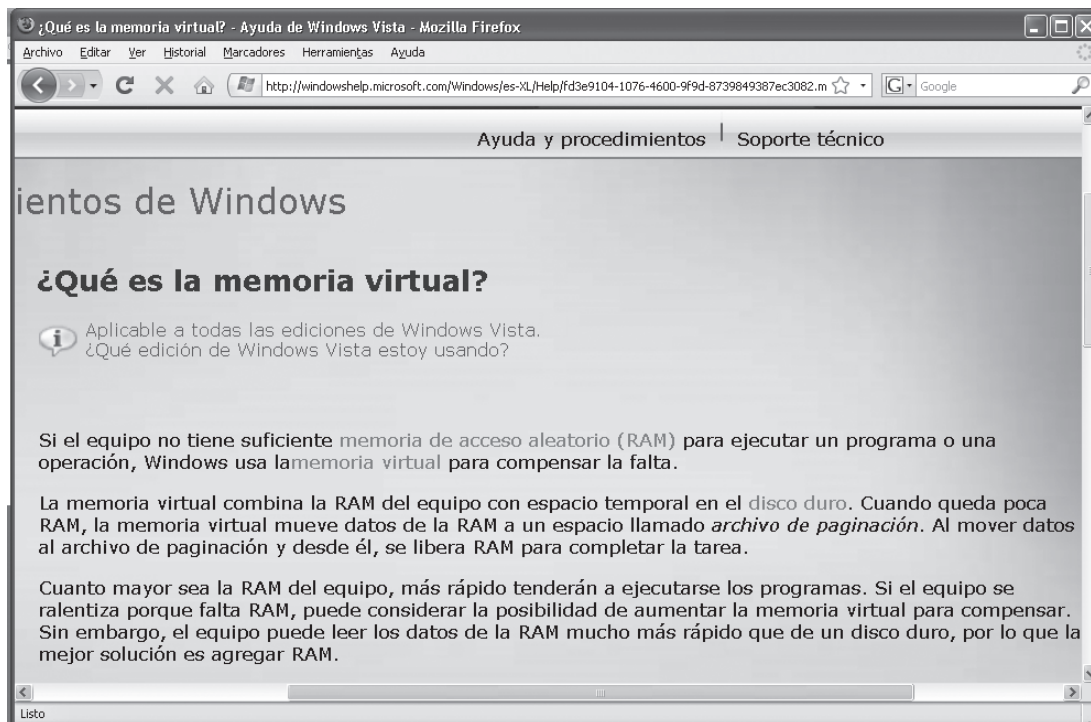 ¿Qué es la memoria virtual? - Ayuda de Windows Vista - Mozilla Firefox
Archivo Editar Ver Historial Marcadores Herramientas Ayuda
http://windowshelp.microsoft.com/Windows/es-XL/Help/fd3e9104-1076-4600-9f9d-8739849387ec3082.m
G Google
Ayuda y procedimientos | Soporte técnico
ientos de Windows
¿Qué es la memoria virtual?
Aplicable a todas las ediciones de Windows Vista.
¿Qué edición de Windows Vista estoy usando?
Si el equipo no tiene suficiente memoria de acceso aleatorio (RAM) para ejecutar un programa o una
operación, Windows usa lamemoria virtual para compensar la falta.
La memoria virtual combina la RAM del equipo con espacio temporal en el disco duro. Cuando queda poca
RAM, la memoria virtual mueve datos de la RAM a un espacio llamado archivo de paginación. Al mover datos
al archivo de paginación y desde él, se libera RAM para completar la tarea.
Cuanto mayor sea la RAM del equipo, más rápido tenderán a ejecutarse los programas. Si el equipo se
ralentiza porque falta RAM, puede considerar la posibilidad de aumentar la memoria virtual para compensar.
Sin embargo, el equipo puede leer los datos de la RAM mucho más rápido que de un disco duro, por lo que la
mejor solución es agregar RAM.
Listo